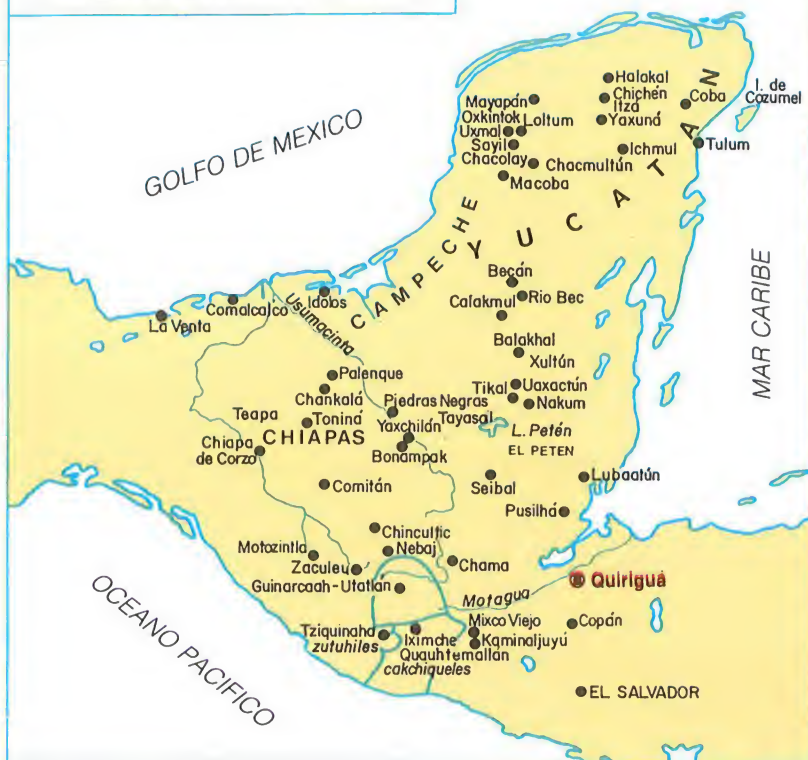 GOLFO DE MEXICO
Halakal
Chichen
Itzá
Yaxuná
Coba
I. de
Cozumel
Mayapán
Oxkintok
Loltum
Uxmal
Sayil
Chacolay
Chacmultún
Ichmul
Tulum
Macoba
YUCATAN
CAMPECHE
MAR CARIBE
Becán
Rio Bec
Calakmul
Idolos
Comalcalco
La Venta
Usumacinta
Balakhal
Xultún
Palenque
Chankalá
Uaxactún
Tikal
Nakum
Piedras Negras
Tayasal
Teapa
Toniná
Yaxchilán
L. Petén
EL PETEN
CHIAPAS
Chiapa
de Corzo
Bonampak
Comitán
Seibal
Lubaatún
Pusilhá
Chincultic
Motozintla
Nebaj
Zaculeu
Chama
Guinarcaah-Utatlan
Quiriguá
Motagua
Mixco Viejo
Copán
Tziquinaha
zutuhiles
Iximche
Kaminaljuyú
Quauhtemallan
cakchiqueles
EL SALVADOR
OCEANO PACIFICO